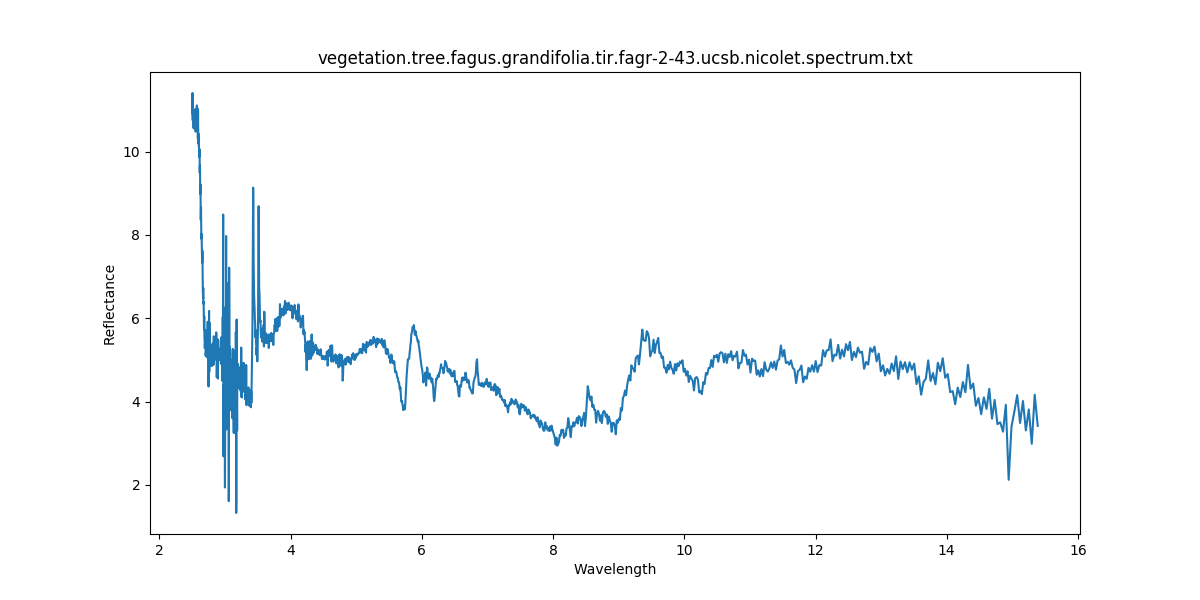 vegetation.tree.fagus.grandifolia.tir.fagr-2-43.ucsb.nicolet.spectrum.txt
Reflectance
10
8
6
4
2
2 4 6 8 10 12 14 16
Wavelength